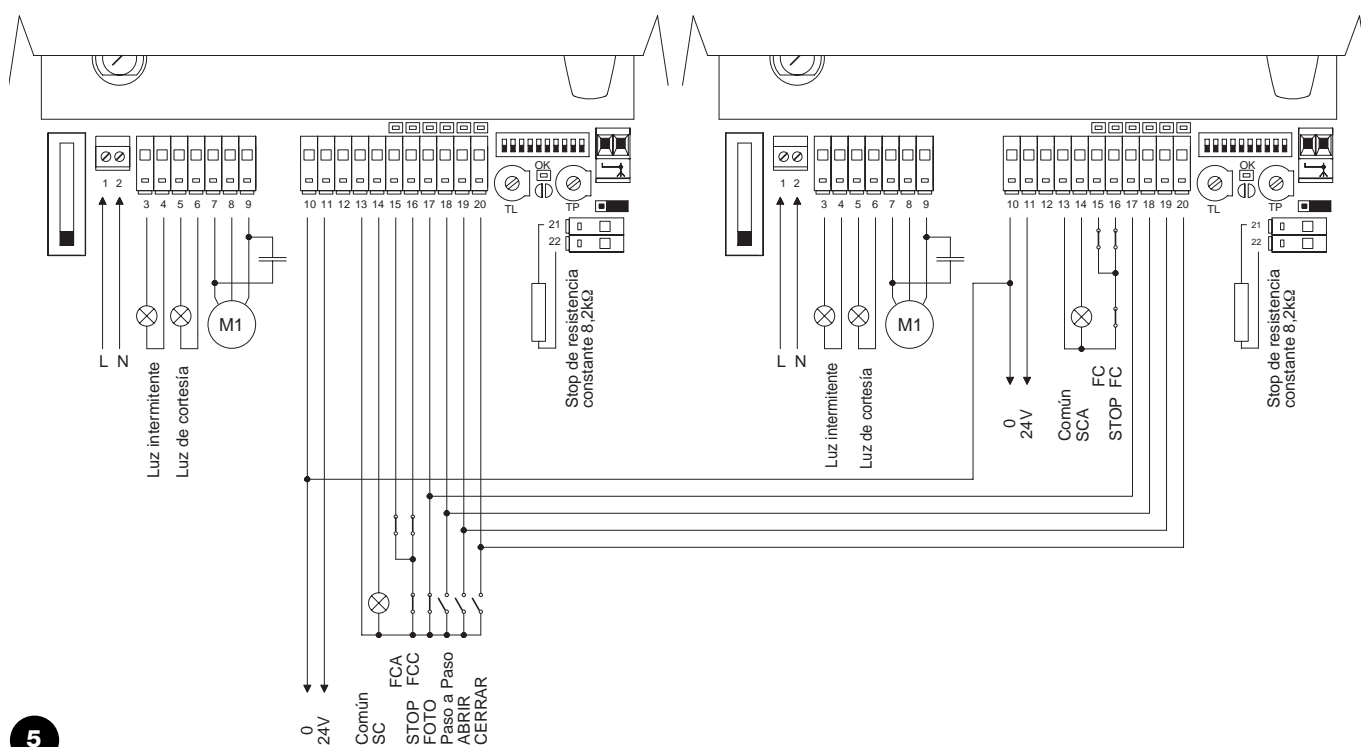 OK
1 2
3 4 5 6 7 8 9
10 11 12 13 14 15 16 17 18 19 20
TL
TP
21
22
L N
M1
Luz intermitente
Luz de cortesía
Stop de resistencia
constante 8,2kΩ
0
24V
Común
SC
FCA
STOP FCC
FOTO
Paso a Paso
ABRIR
CERRAR
OK
1 2
3 4 5 6 7 8 9
10 11 12 13 14 15 16 17 18 19 20
TL
TP
21
22
L N
M1
Luz intermitente
Luz de cortesía
0
24V
Común
SCA
FC
STOP FC
Stop de resistencia
constante 8,2kΩ
5